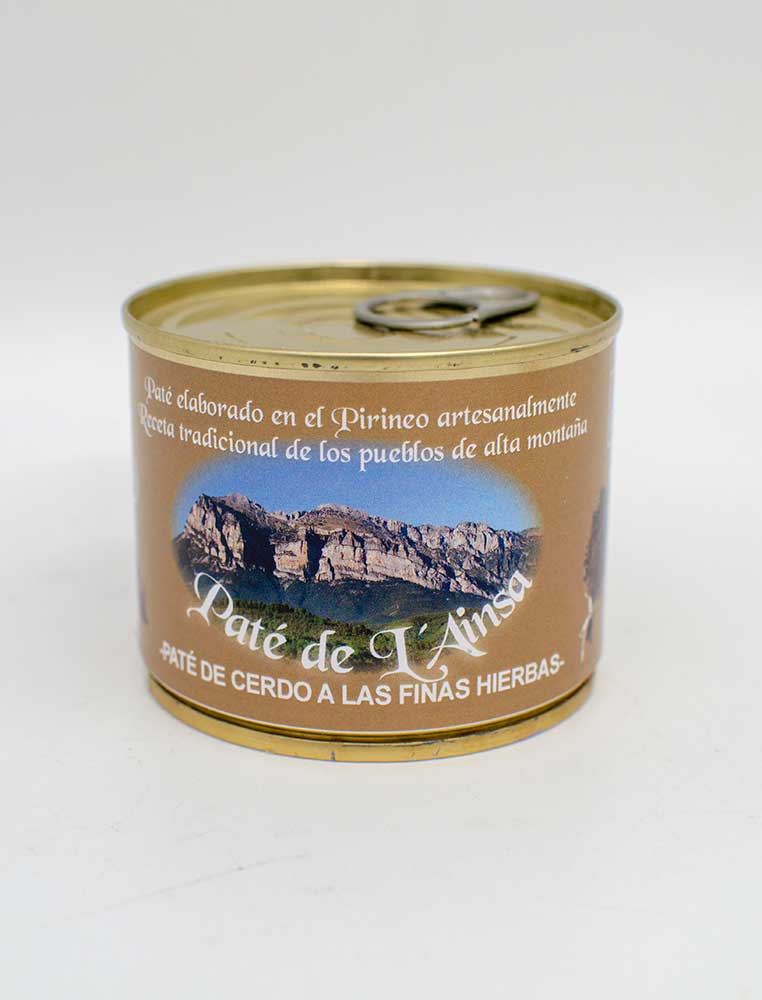 Paté elaborado en el Pirineo artesanalmente
Receta tradicional de los pueblos de alta montaña
Paté de L´Ainsa
-PATÉ DE CERDO A LAS FINAS HIERBAS-